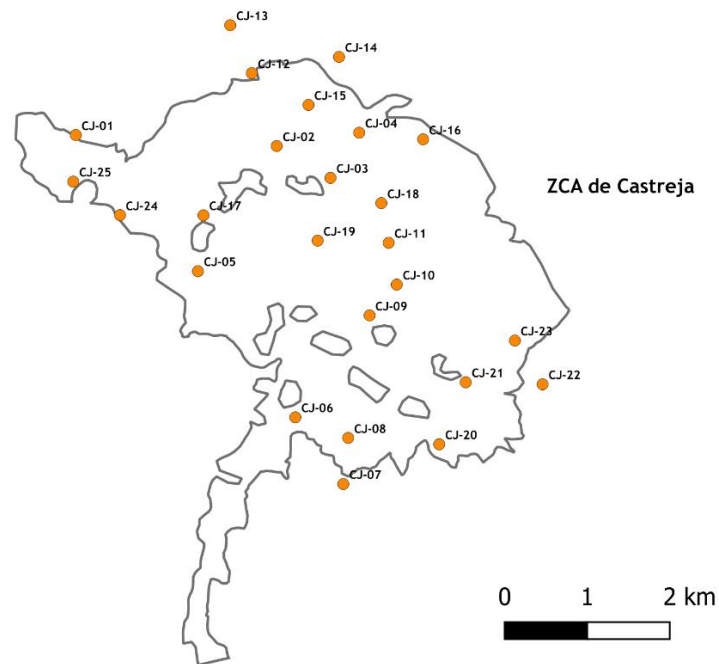 CJ-13
CJ-14
CJ-12
CJ-15
CJ-01
CJ-04
CJ-16
CJ-02
CJ-03
CJ-25
ZCA de Castreja
CJ-18
CJ-24
CJ-17
CJ-19
CJ-11
CJ-05
CJ-10
CJ-09
CJ-23
CJ-21
CJ-22
CJ-06
CJ-08
CJ-20
CJ-07
0 1 2 km